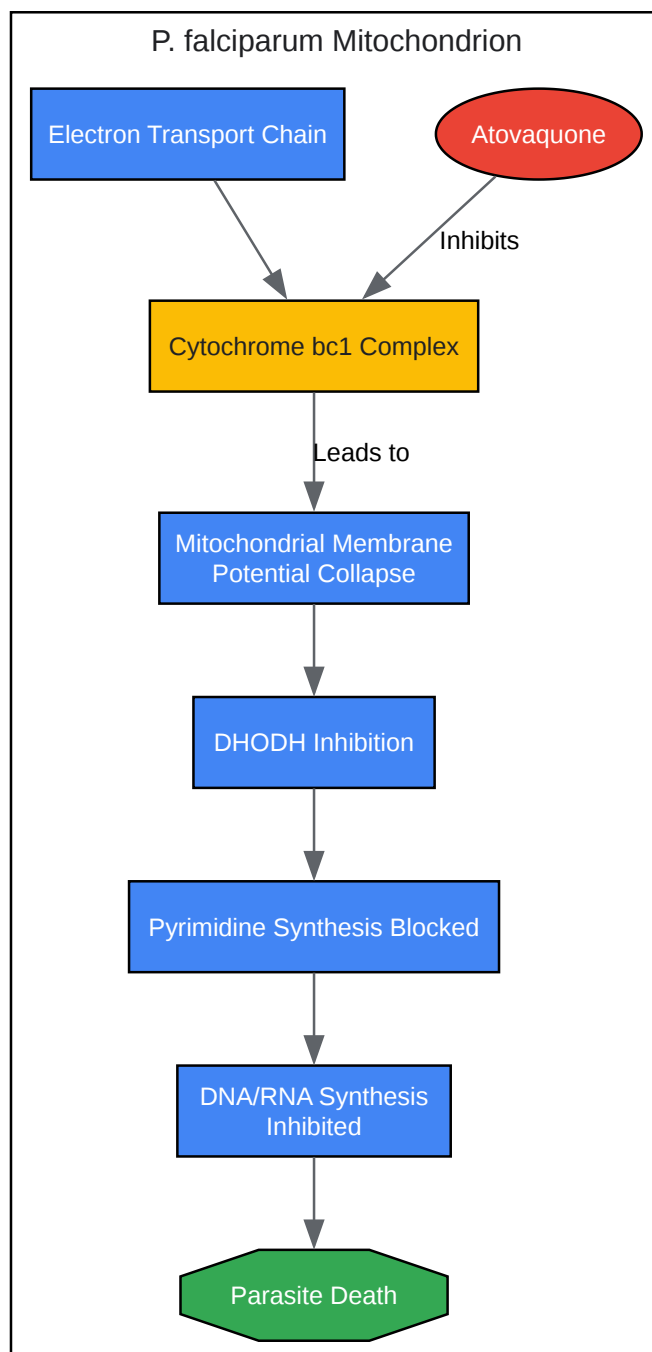 P. falciparum Mitochondrion
Electron Transport Chain
Atovaquone
Inhibits
Cytochrome bc1 Complex
Leads to
Mitochondrial Membrane
Potential Collapse
DHODH Inhibition
Pyrimidine Synthesis Blocked
DNA/RNA Synthesis
Inhibited
Parasite Death